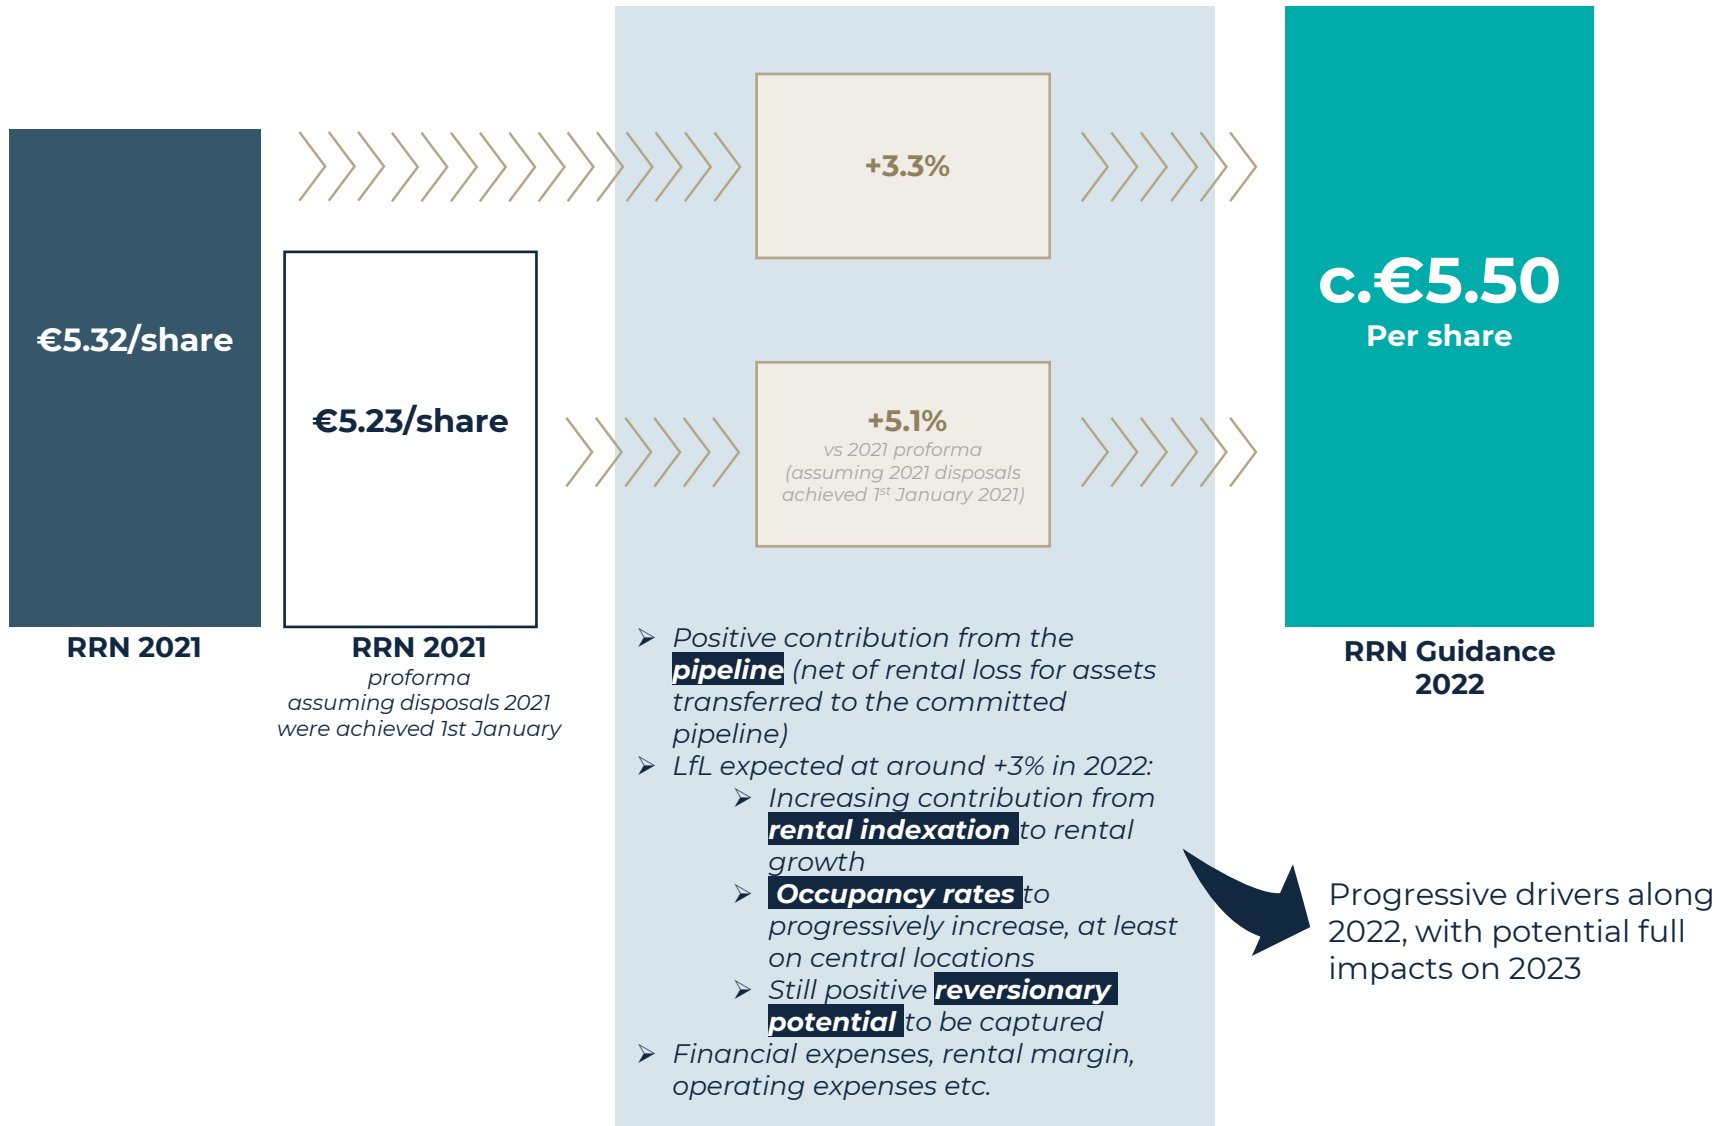 €5.32/share
RRN 2021
€5.23/share
RRN 2021
proforma
assuming disposals 2021
were achieved 1st January
+3.3%
+5.1%
vs 2021 proforma
(assuming 2021 disposals
achieved 1st January 2021)
➢ Positive contribution from the
pipeline (net of rental loss for assets
transferred to the committed
pipeline)
➢ LfL expected at around +3% in 2022:
➢ Increasing contribution from
rental indexation to rental
growth
➢ Occupancy rates to
progressively increase, at least
on central locations
➢ Still positive reversionary
potential to be captured
➢ Financial expenses, rental margin,
operating expenses etc.
c.€5.50
Per share
RRN Guidance
2022
Progressive drivers along
2022, with potential full
impacts on 2023